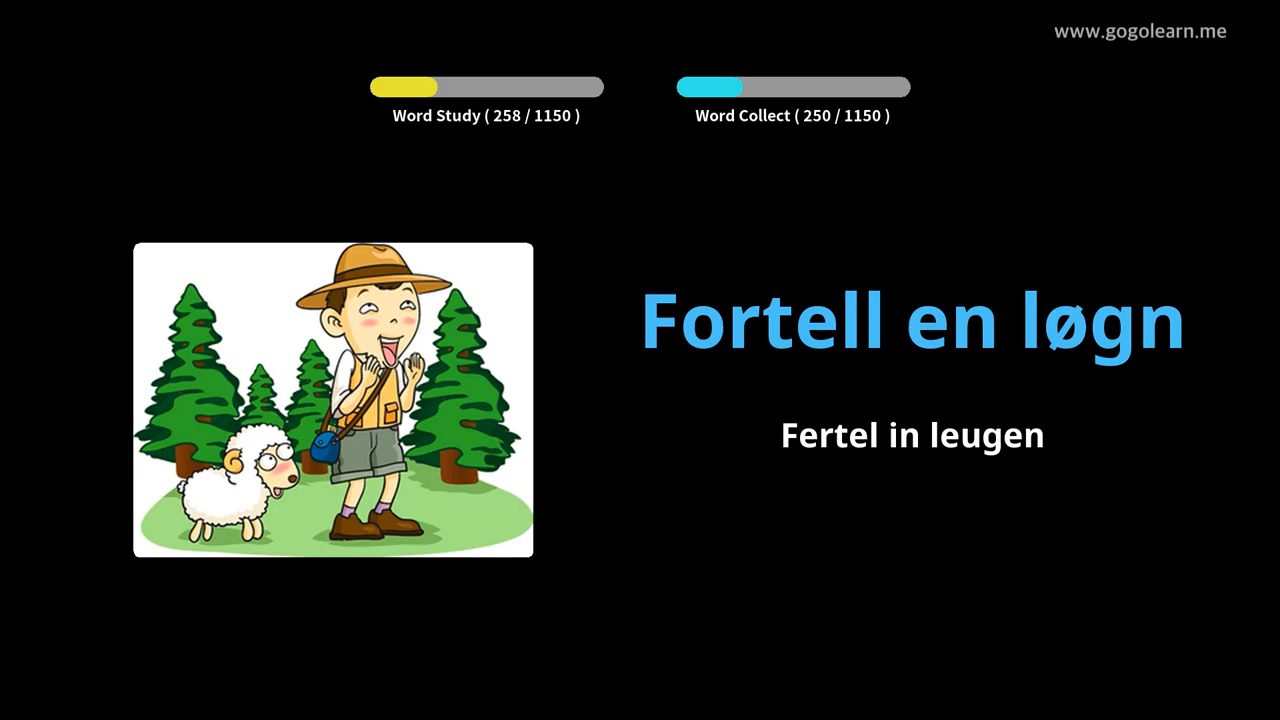 www.gogolearn.me
Word Study ( 258 / 1150 )
Word Collect ( 250 / 1150 )
Fortell en løgn
Fertel in leugen